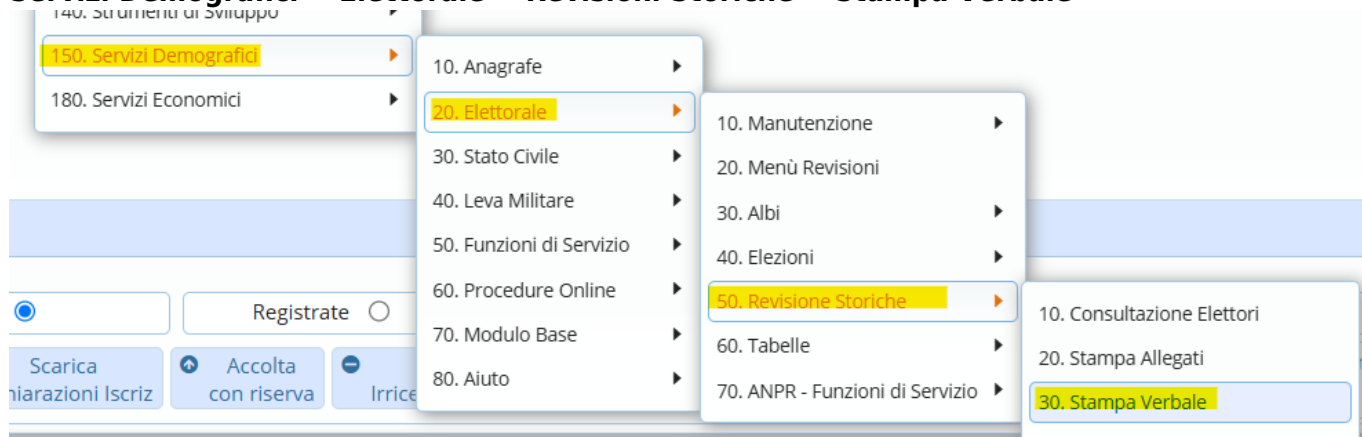 140. Strumenti di Sviluppo
150. Servizi Demografici
180. Servizi Economici
10. Anagrafe
20. Elettorale
30. Stato Civile
40. Leva Militare
50. Funzioni di Servizio
60. Procedure Online
70. Modulo Base
80. Aiuto
10. Manutenzione
20. Menù Revisioni
30. Albi
40. Elezioni
50. Revisione Storiche
60. Tabelle
70. ANPR - Funzioni di Servizio
10. Consultazione Elettori
20. Stampa Allegati
30. Stampa Verbale
Registrate
Scarica
hiarazioni Iscriz
Accolta
con riserva
Irrice